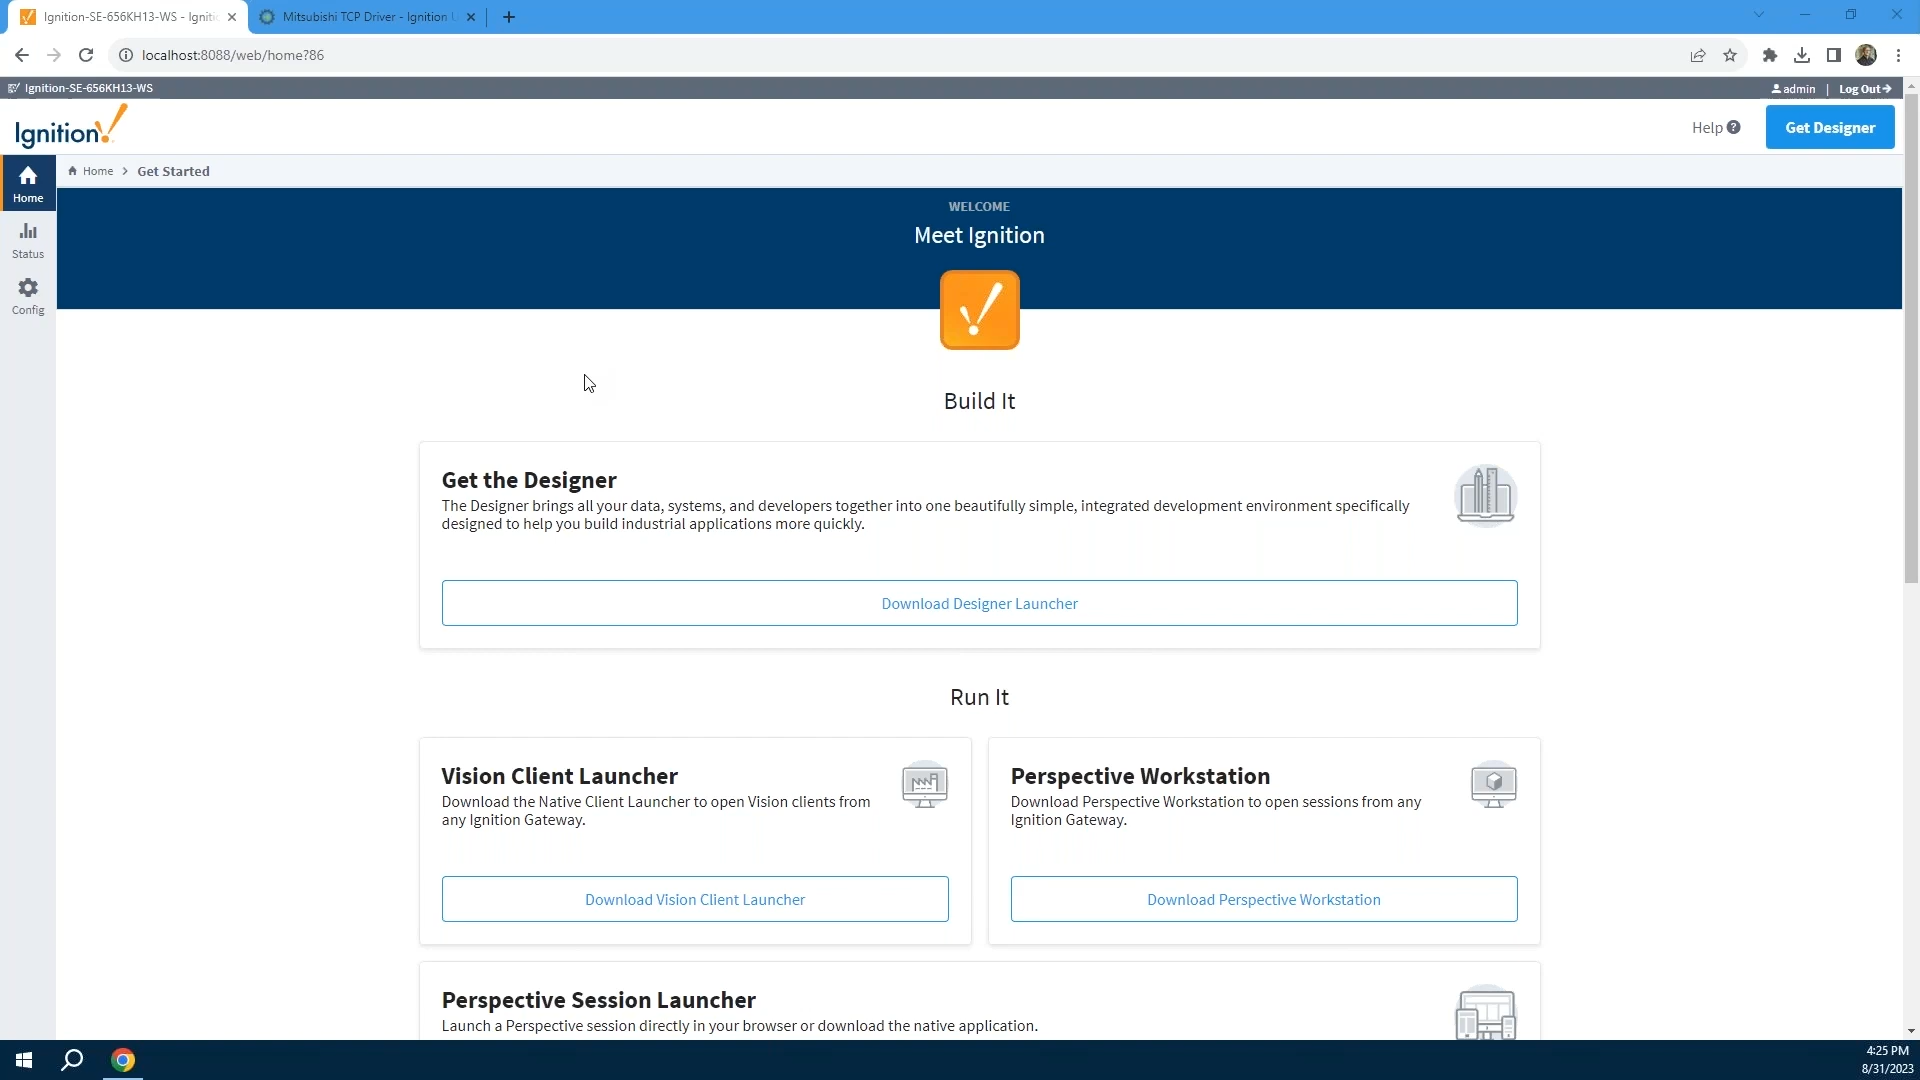 Ignition-SE-656KH13-WS - Igniti
Mitsubishi TCP Driver - Ignition
localhost:8088/web/home?86
Ignition-SE-656KH13-WS
admin | Log Out
Ignition!
Help ?
Get Designer
Home
Home > Get Started
Status
Config
WELCOME
Meet Ignition
Build It
Get the Designer
The Designer brings all your data, systems, and developers together into one beautifully simple, integrated development environment specifically
designed to help you build industrial applications more quickly.
Download Designer Launcher
Run It
Vision Client Launcher
Download the Native Client Launcher to open Vision clients from
any Ignition Gateway.
Download Vision Client Launcher
Perspective Workstation
Download Perspective Workstation to open sessions from any
Ignition Gateway.
Download Perspective Workstation
Perspective Session Launcher
Launch a Perspective session directly in your browser or download the native application.
4:25 PM
8/31/2023